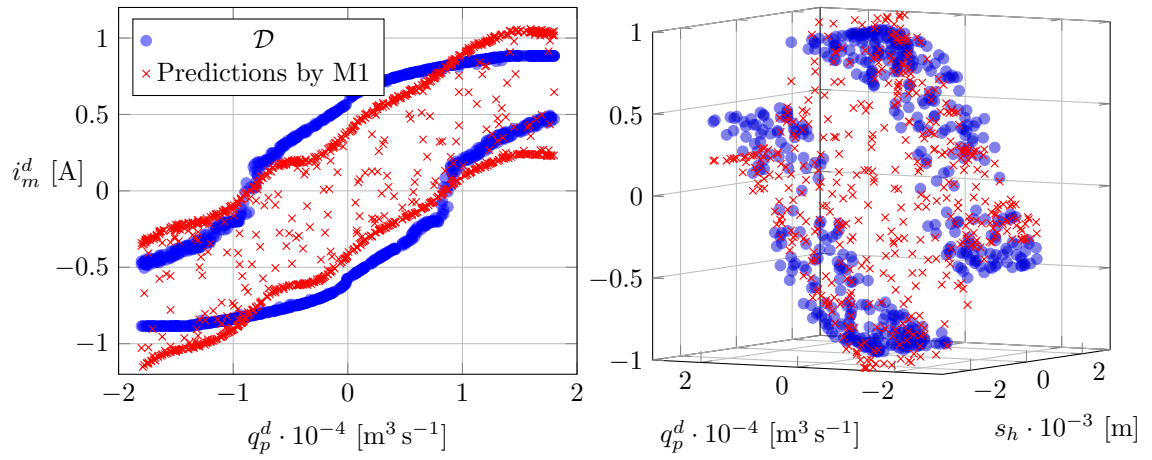 𝒟
Predictions by M1
1
0.5
0
−0.5
−1
i_m^d [A]
−2 −1 0 1 2
q_p^d · 10^{−4} [m^3 s^{−1}]
1
0.5
0
−0.5
−1
2 0 −2
−2 0 2
q_p^d · 10^{−4} [m^3 s^{−1}]
s_h · 10^{−3} [m]